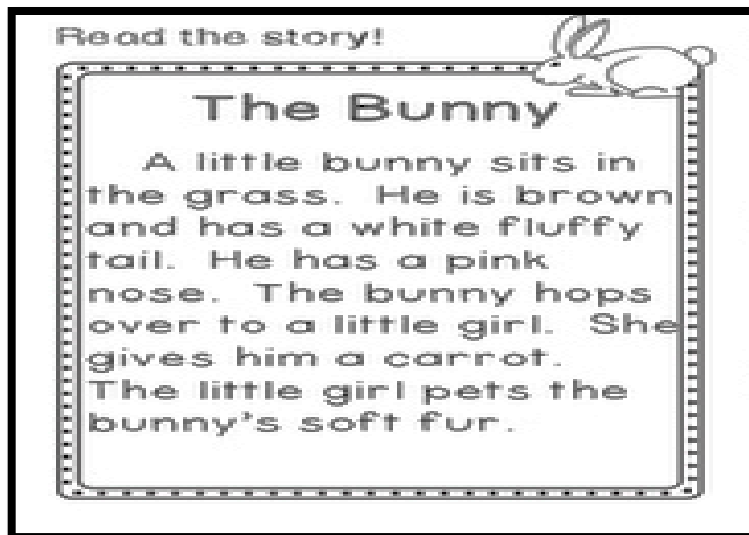 Read the story!
The Bunny
A little bunny sits in
the grass. He is brown
and has a white fluffy
tail. He has a pink
nose. The bunny hops
over to a little girl. She
gives him a carrot.
The little girl pets the
bunny's soft fur.